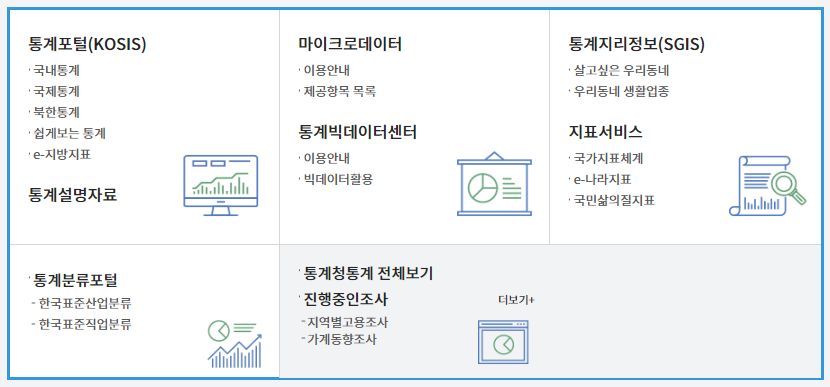 통계포털(KOSIS)
· 국내통계
· 국제통계
· 북한통계
· 쉽게보는 통계
· e-지방지표
통계설명자료
마이크로데이터
· 이용안내
· 제공항목 목록
통계빅데이터센터
· 이용안내
· 빅데이터활용
통계지리정보(SGIS)
· 살고싶은 우리동네
· 우리동네 생활업종
지표서비스
· 국가지표체계
· e-나라지표
· 국민삶의질지표
· 통계분류포털
- 한국표준산업분류
- 한국표준직업분류
· 통계청통계 전체보기
· 진행중인조사 더보기+
- 지역별고용조사
- 가계동향조사